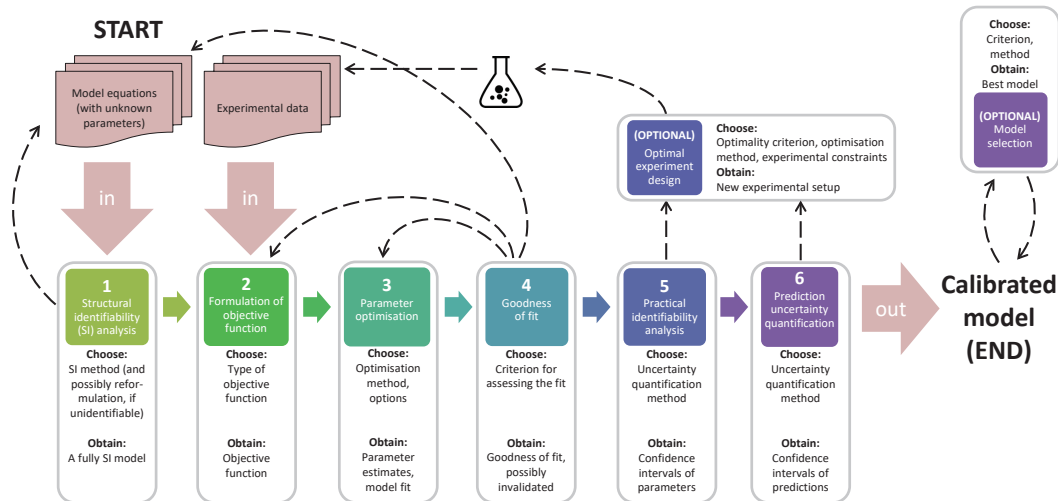 START
Model equations
(with unknown
parameters)
Experimental data
in
in
(OPTIONAL)
Optimal
experiment
design
Choose:
Optimality criterion, optimisation
method, experimental constraints
Obtain:
New experimental setup
Choose:
Criterion,
method
Obtain:
Best model
(OPTIONAL)
Model
selection
1
Structural
identifiability
(SI) analysis
Choose:
SI method (and
possibly refor-
mulation, if
unidentifiable)
Obtain:
A fully SI model
2
Formulation of
objective
function
Choose:
Type of
objective
function
Obtain:
Objective
function
3
Parameter
optimisation
Choose:
Optimisation
method,
options
Obtain:
Parameter
estimates,
model fit
4
Goodness
of fit
Choose:
Criterion for
assessing the fit
Obtain:
Goodness of fit,
possibly
invalidated
5
Practical
identifiability
analysis
Choose:
Uncertainty
quantification
method
Obtain:
Confidence
intervals of
parameters
6
Prediction
uncertainty
quantification
Choose:
Uncertainty
quantification
method
Obtain:
Confidence
intervals of
predictions
out
Calibrated
model
(END)